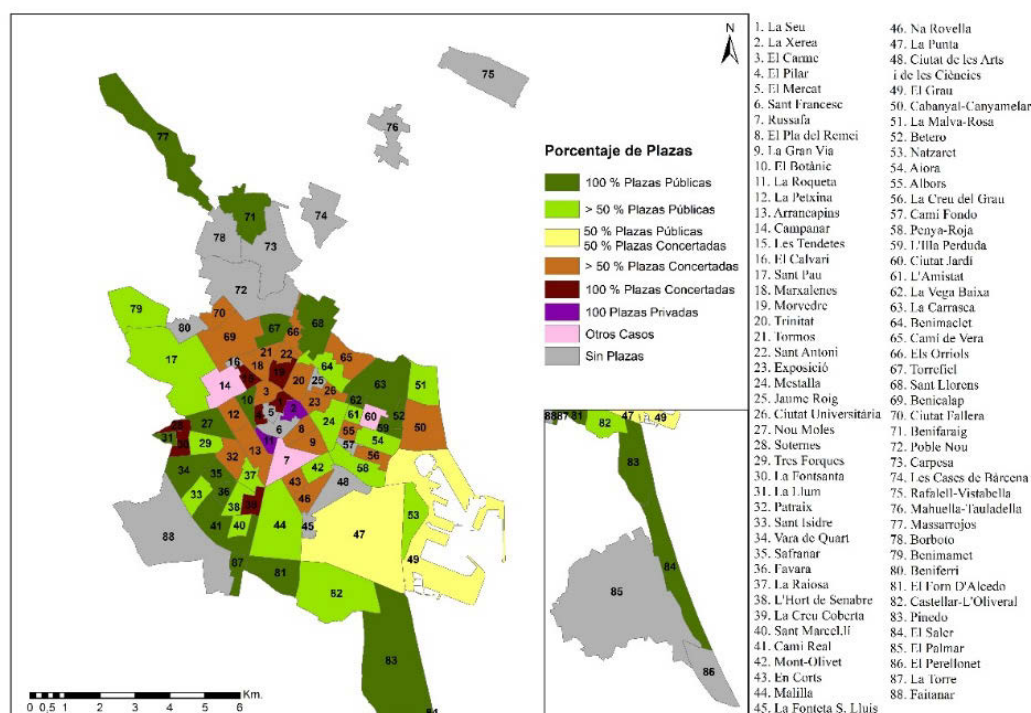 N
Porcentaje de Plazas
100 % Plazas Públicas
> 50 % Plazas Públicas
50 % Plazas Públicas
50 % Plazas Concertadas
> 50 % Plazas Concertadas
100 % Plazas Concertadas
100 Plazas Privadas
Otros Casos
Sin Plazas
0 0,5 1 2 3 4 5 6 Km.
1. La Seu
2. La Xerea
3. El Carme
4. El Pilar
5. El Mercat
6. Sant Francesc
7. Russafa
8. El Pla del Remei
9. La Gran Via
10. El Botànic
11. La Roqueta
12. La Petxina
13. Arrancapins
14. Campanar
15. Les Tendetes
16. El Calvari
17. Sant Pau
18. Marxalenes
19. Morvedre
20. Trinitat
21. Tormos
22. Sant Antoni
23. Exposició
24. Mestalla
25. Jaume Roig
26. Ciutat Universitària
27. Nou Moles
28. Soternes
29. Tres Forques
30. La Fontsanta
31. La Llum
32. Patraix
33. Sant Isidre
34. Vara de Quart
35. Safranar
36. Favara
37. La Raiosa
38. L'Hort de Senabre
39. La Creu Coberta
40. Sant Marcel.lí
41. Camí Real
42. Mont-Olivet
43. En Corts
44. Malilla
45. La Fonteta S. Lluis
46. Na Rovella
47. La Punta
48. Ciutat de les Arts
i de les Ciències
49. El Grau
50. Cabanyal-Canyamelar
51. La Malva-Rosa
52. Betero
53. Natzaret
54. Aiora
55. Albors
56. La Creu del Grau
57. Camí Fondo
58. Penya-Roja
59. L'Illa Perduda
60. Ciutat Jardí
61. L'Amistat
62. La Vega Baixa
63. La Carrasca
64. Benimaclet
65. Camí de Vera
66. Els Orriols
67. Torrefiel
68. Sant Llorens
69. Benicalap
70. Ciutat Fallera
71. Benifaraig
72. Poble Nou
73. Carpesa
74. Les Cases de Bàrcena
75. Rafalell-Vistabella
76. Mahuella-Tauladella
77. Massarrojos
78. Borbotó
79. Benimamet
80. Beniferri
81. El Forn D'Alcedo
82. Castellar-L'Oliveral
83. Pinedo
84. El Saler
85. El Palmar
86. El Perellonet
87. La Torre
88. Faitanar